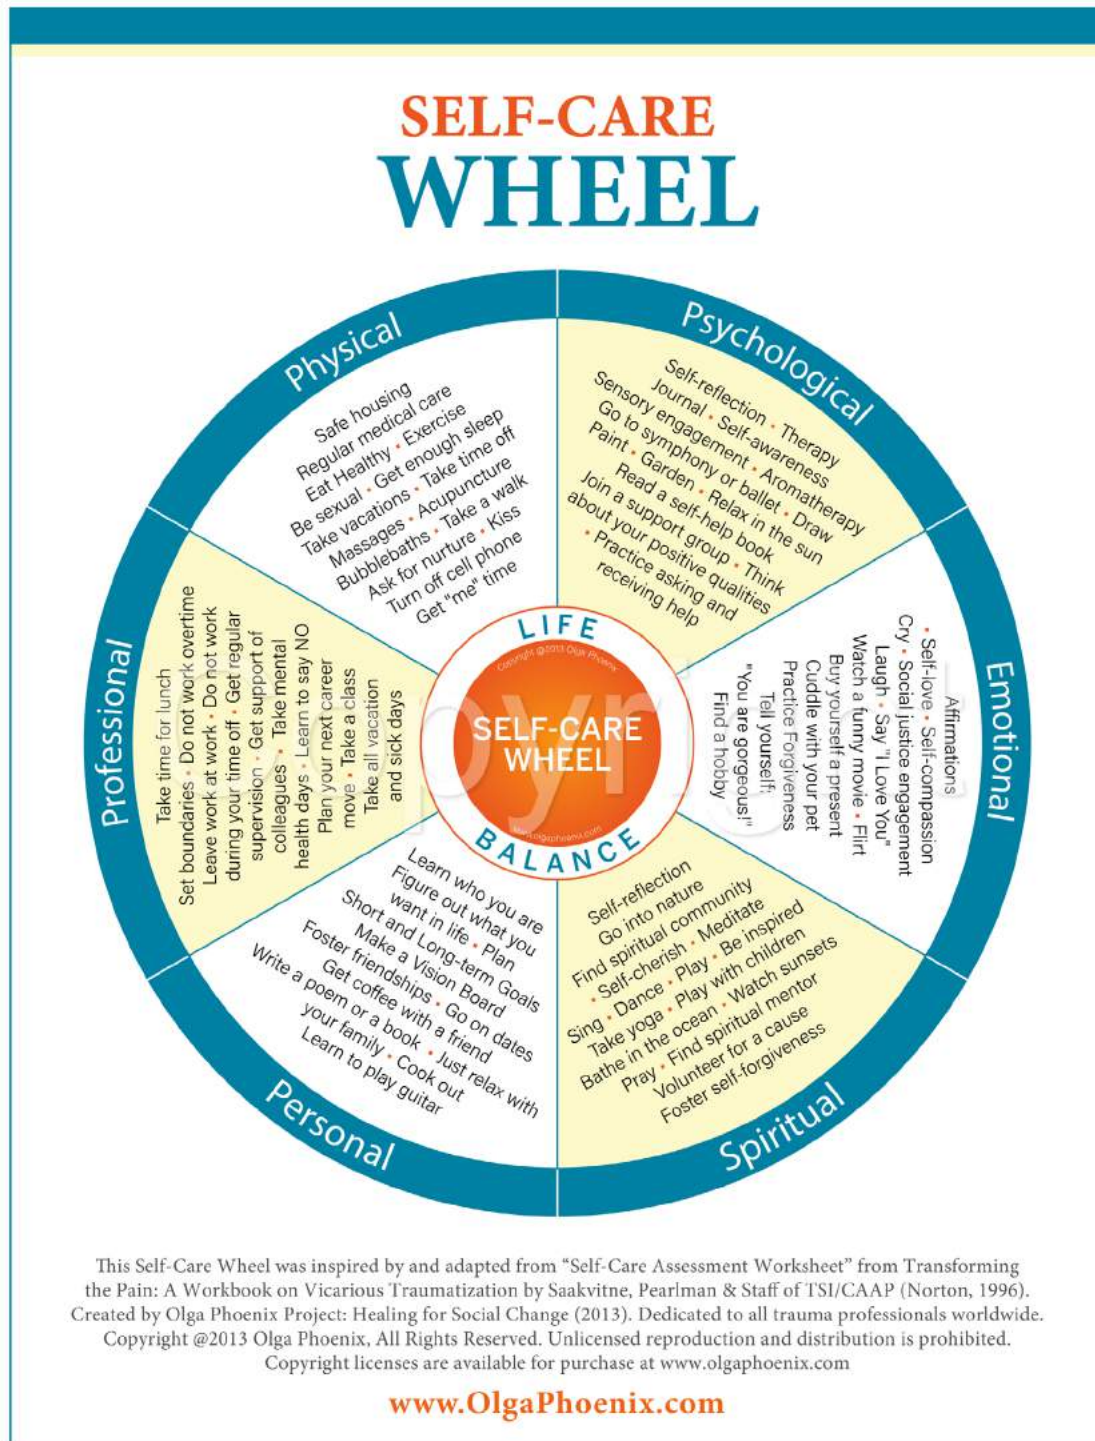 SELF-CARE
WHEEL
Physical
Safe housing
Regular medical care
Eat Healthy • Exercise
Be sexual • Get enough sleep
Take vacations • Take time off
Massages • Acupuncture
Bubblebaths • Take a walk
Ask for nurture • Kiss
Turn off cell phone
Get "me" time
Psychological
Self-reflection • Therapy
Journal • Self-awareness
Sensory engagement • Aromatherapy
Go to symphony or ballet • Draw
Paint • Garden • Relax in the sun
Read a self-help book
Join a support group • Think
about your positive qualities
• Practice asking and
receiving help
Emotional
Affirmations
• Self-love • Self-compassion
Cry • Social justice engagement
Laugh • Say "I Love You"
Watch a funny movie • Flirt
Buy yourself a present
Cuddle with your pet
Practice Forgiveness
Tell yourself:
"You are gorgeous!"
Find a hobby
Spiritual
Self-reflection
Go into nature
Find spiritual community
• Self-cherish • Meditate
Sing • Dance • Play • Be inspired
Take yoga • Play with children
Bathe in the ocean • Watch sunsets
Pray • Find spiritual mentor
Volunteer for a cause
Foster self-forgiveness
Personal
Learn who you are
Figure out what you
want in life • Plan
Short and Long-term Goals
Make a Vision Board
Foster friendships • Go on dates
Get coffee with a friend
Write a poem or a book • Just relax with
your family • Cook out
Learn to play guitar
Professional
Take time for lunch
Set boundaries • Do not work overtime
Leave work at work • Do not work
during your time off • Get regular
supervision • Get support of
colleagues • Take mental
health days • Learn to say NO
Plan your next career
move • Take a class
Take all vacation
and sick days
LIFE
Copyright @2013 Olga Phoenix
SELF-CARE
WHEEL
www.olgaphoenix.com
BALANCE
Copyright
This Self-Care Wheel was inspired by and adapted from “Self-Care Assessment Worksheet” from Transforming
the Pain: A Workbook on Vicarious Traumatization by Saakvitne, Pearlman & Staff of TSI/CAAP (Norton, 1996).
Created by Olga Phoenix Project: Healing for Social Change (2013). Dedicated to all trauma professionals worldwide.
Copyright @2013 Olga Phoenix, All Rights Reserved. Unlicensed reproduction and distribution is prohibited.
Copyright licenses are available for purchase at www.olgaphoenix.com
www.OlgaPhoenix.com